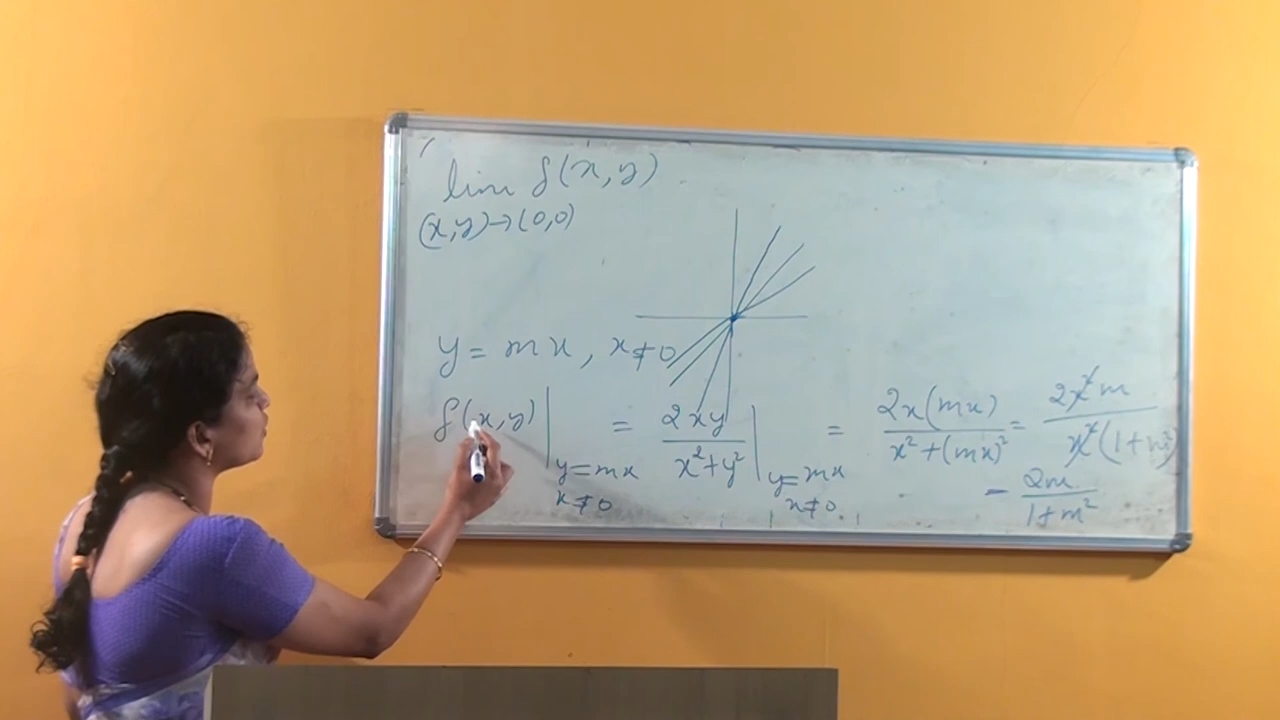 lim f(x,y)
(x,y)→(0,0)
y = mx, x≠0
f(x,y)| y=mx x≠0 = 2xy / x²+y² | y=mx x≠0 = 2x(mx) / x²+(mx)² = 2x²m / x²(1+m²)
= 2m / 1+m²